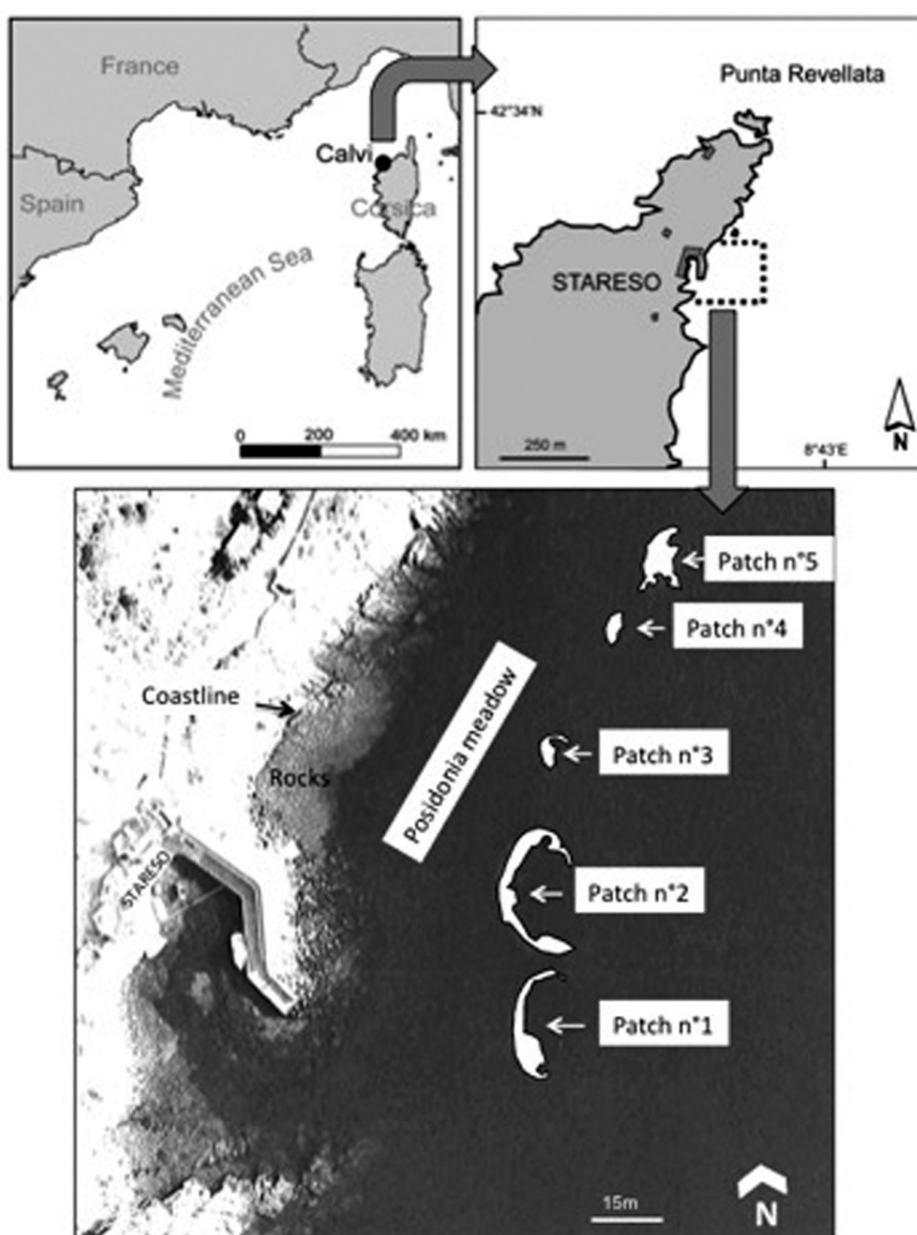 France
Calvi
Spain
Corsica
Mediterranean Sea
0 200 400 km
Punta Revellata
42°34'N
STARESO
250 m
8°43'E
N
Patch n°5
Patch n°4
Coastline
Posidonia meadow
Patch n°3
Rocks
STARESO
Patch n°2
Patch n°1
15m
N